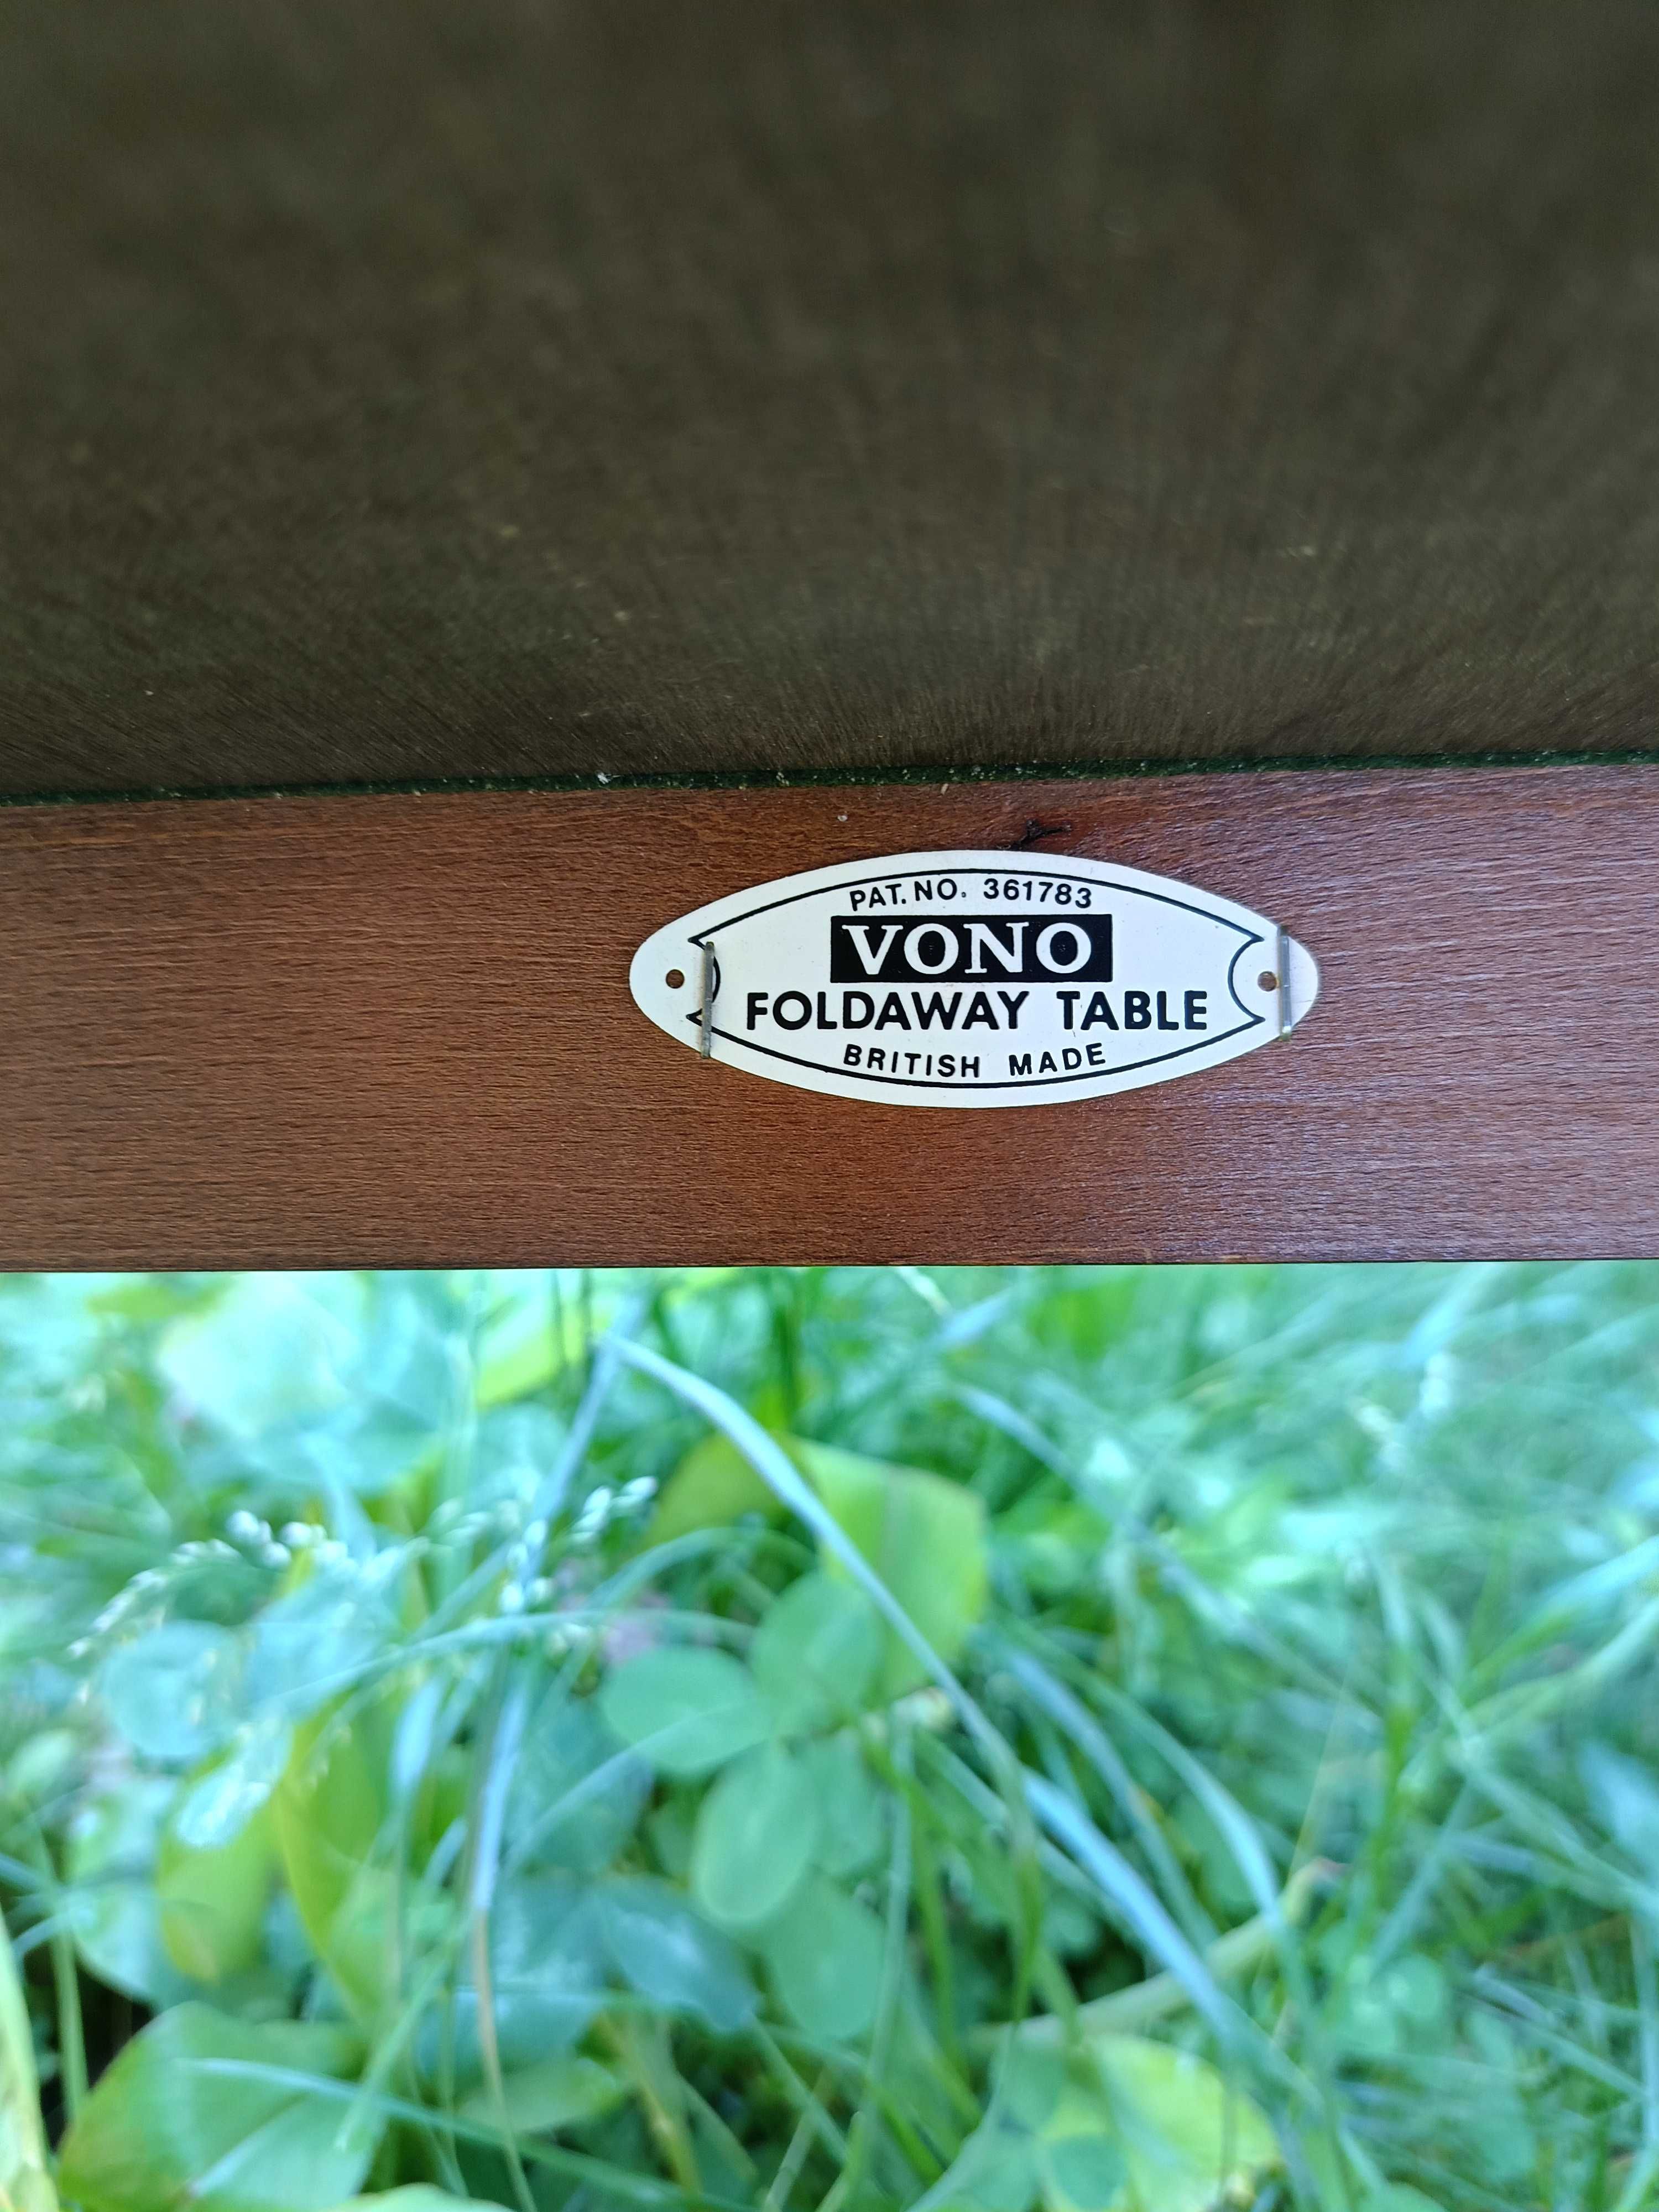 PAT. NO. 361783
VONO
FOLDAWAY TABLE
BRITISH MADE